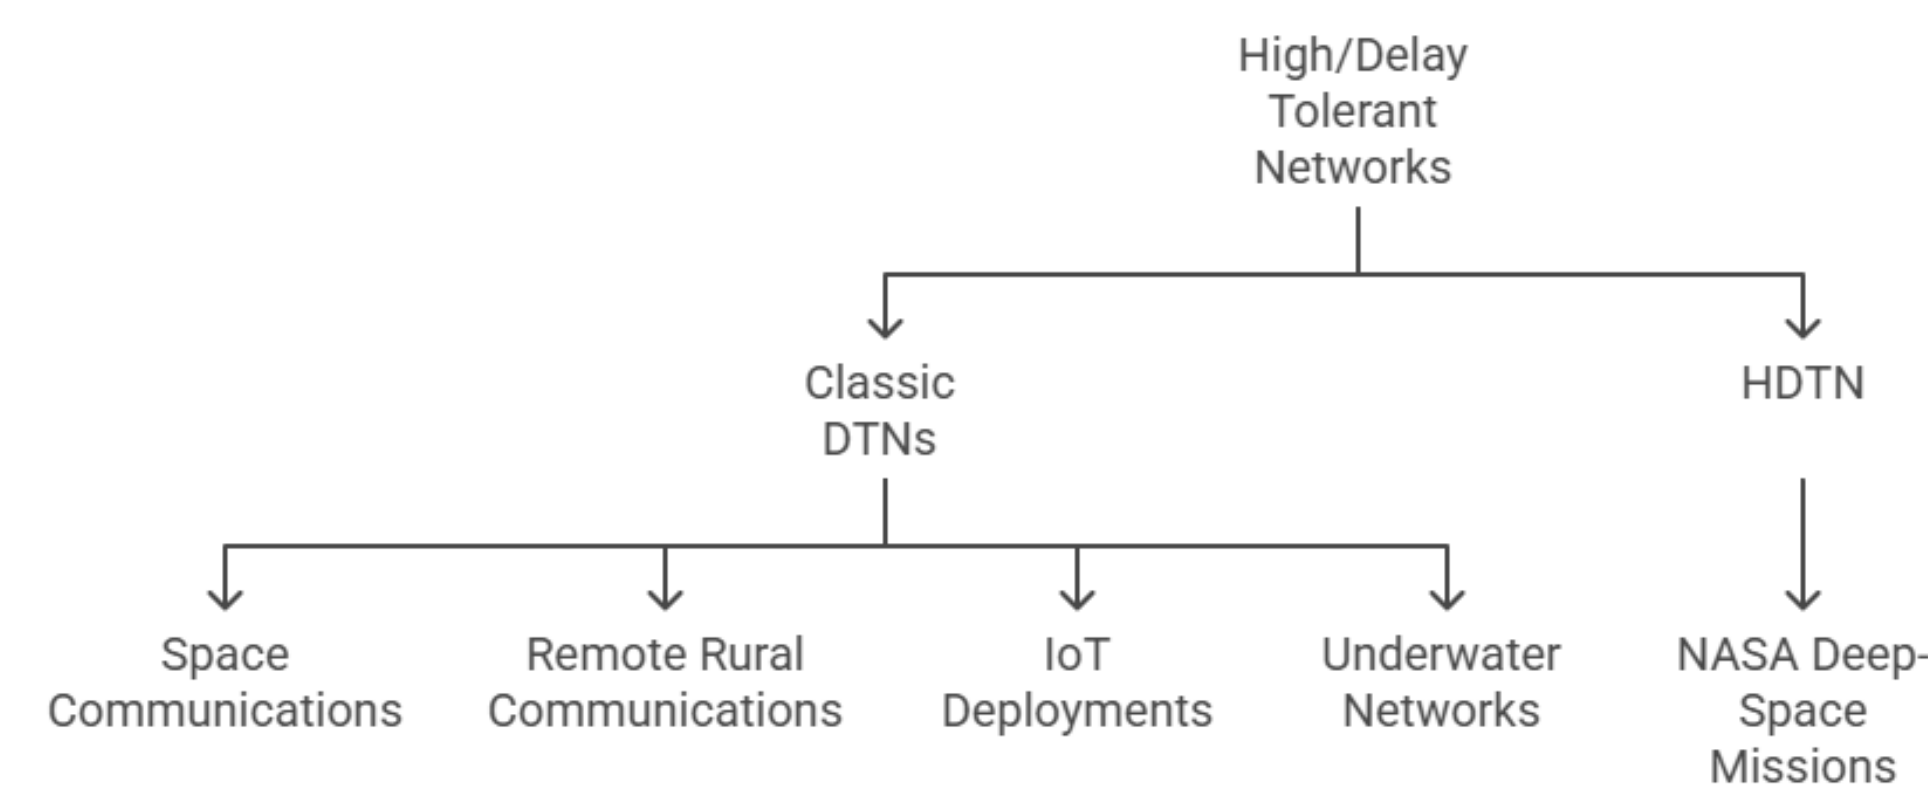 High/Delay
Tolerant
Networks
Classic
DTNs
HDTN
Space
Communications
Remote Rural
Communications
IoT
Deployments
Underwater
Networks
NASA Deep-
Space
Missions